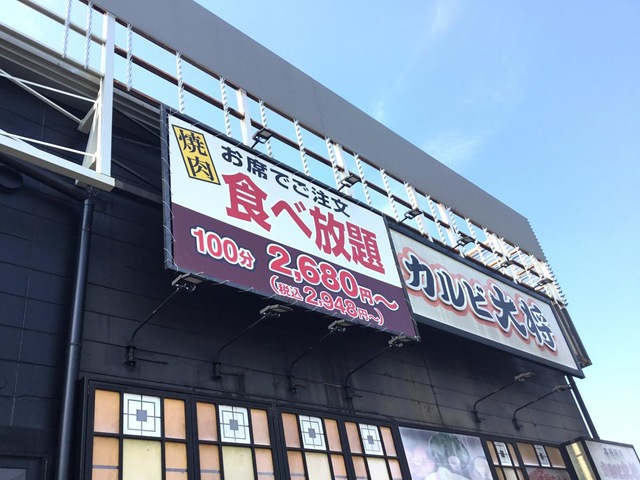 焼肉
お席でご注文
食べ放題
100分 2,680円～
(税込 2,948円～)
カルビ大将